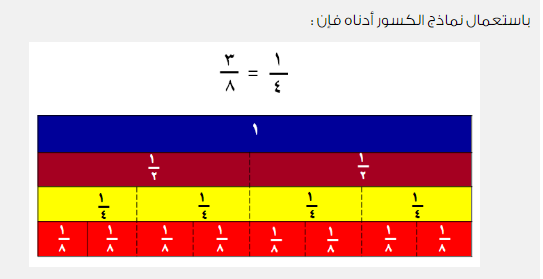 باستعمال نماذج الكسور أدناه فإن :
١/٤ = ٣/٨
١
١/٢ ١/٢
١/٤ ١/٤ ١/٤ ١/٤
١/٨ ١/٨ ١/٨ ١/٨ ١/٨ ١/٨ ١/٨ ١/٨